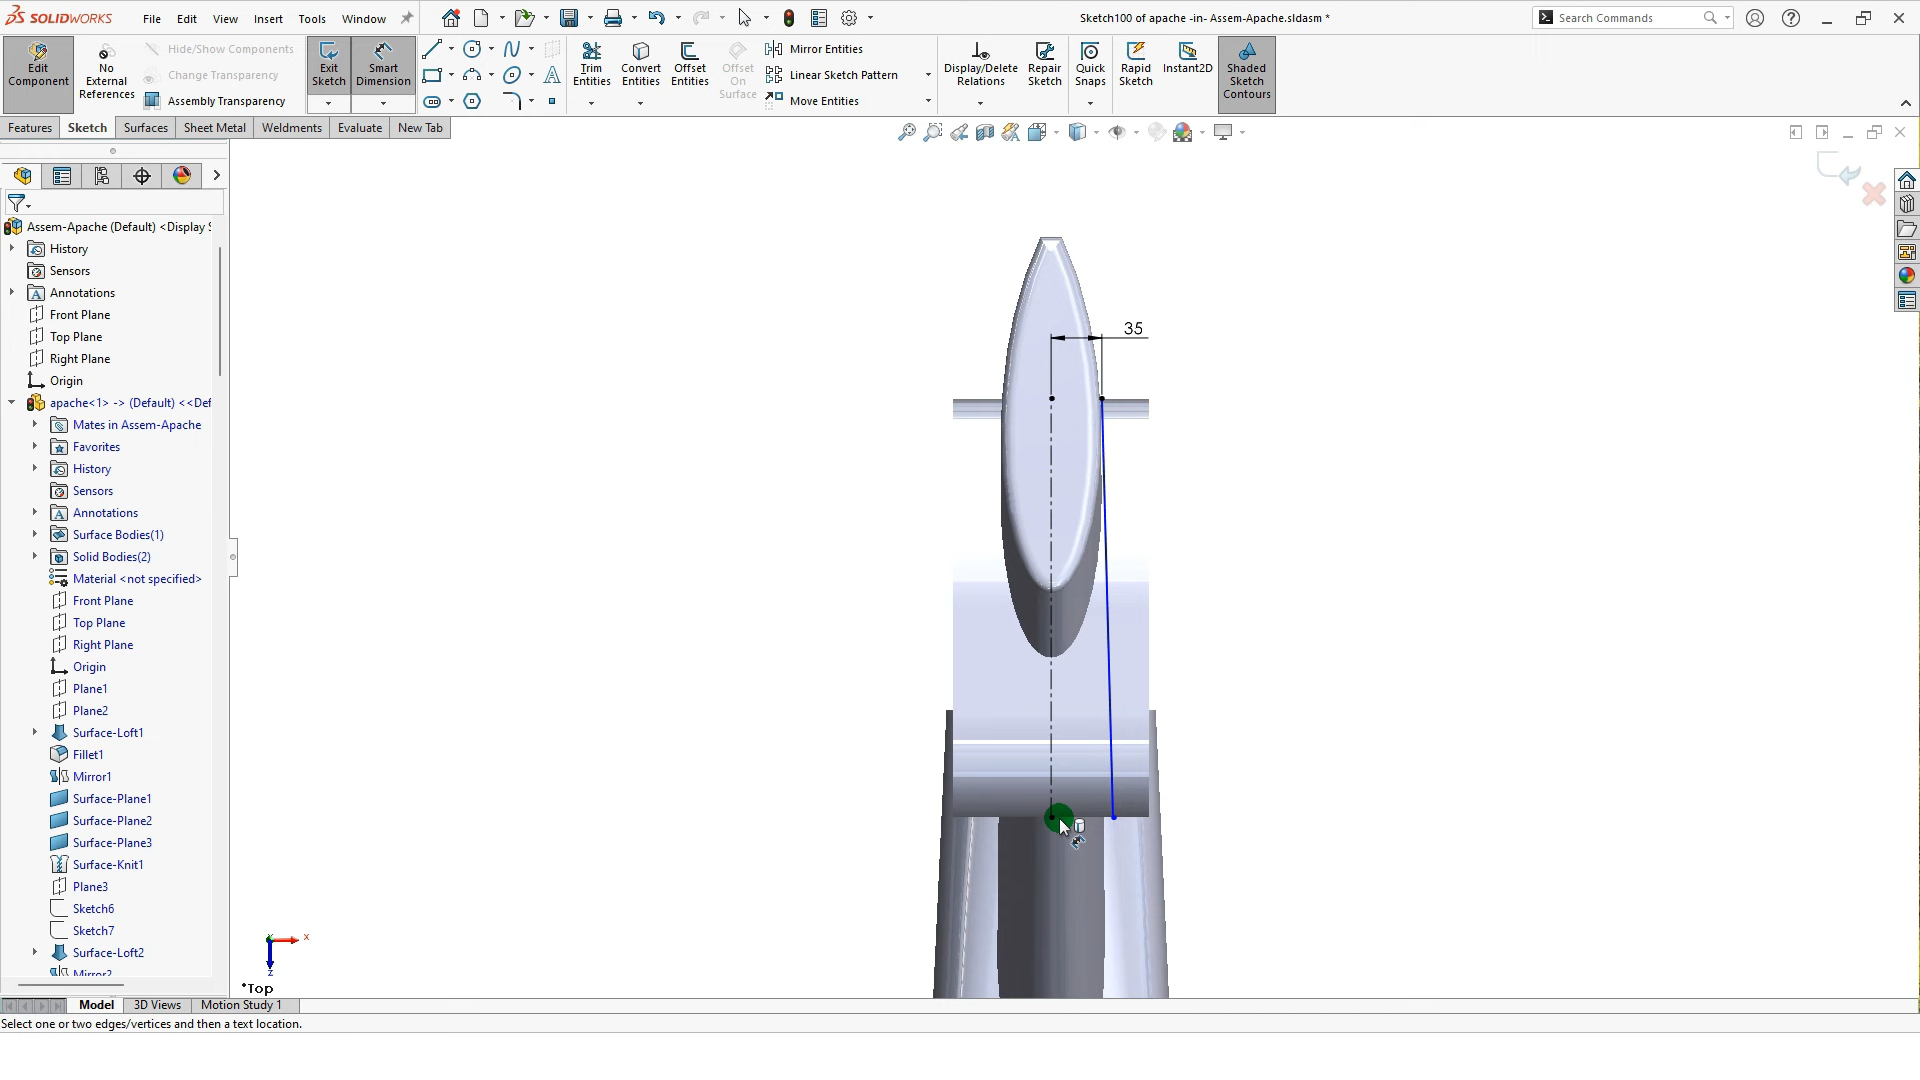 SOLIDWORKS
File Edit View Insert Tools Window
Sketch100 of apache -in- Assem-Apache.sldasm *
Search Commands
Edit Component
No External References
Hide/Show Components
Change Transparency
Assembly Transparency
Exit Sketch
Smart Dimension
Trim Entities
Convert Entities
Offset Entities
Offset On Surface
Mirror Entities
Linear Sketch Pattern
Move Entities
Display/Delete Relations
Repair Sketch
Quick Snaps
Rapid Sketch
Instant2D
Shaded Sketch Contours
Features Sketch Surfaces Sheet Metal Weldments Evaluate New Tab
Assem-Apache (Default) <Display S
History
Sensors
Annotations
Front Plane
Top Plane
Right Plane
Origin
apache<1> -> (Default) <<Def
Mates in Assem-Apache
Favorites
History
Sensors
Annotations
Surface Bodies(1)
Solid Bodies(2)
Material <not specified>
Front Plane
Top Plane
Right Plane
Origin
Plane1
Plane2
Surface-Loft1
Fillet1
Mirror1
Surface-Plane1
Surface-Plane2
Surface-Plane3
Surface-Knit1
Plane3
Sketch6
Sketch7
Surface-Loft2
Mirror2
35
x
z
*Top
Model 3D Views Motion Study 1
Select one or two edges/vertices and then a text location.